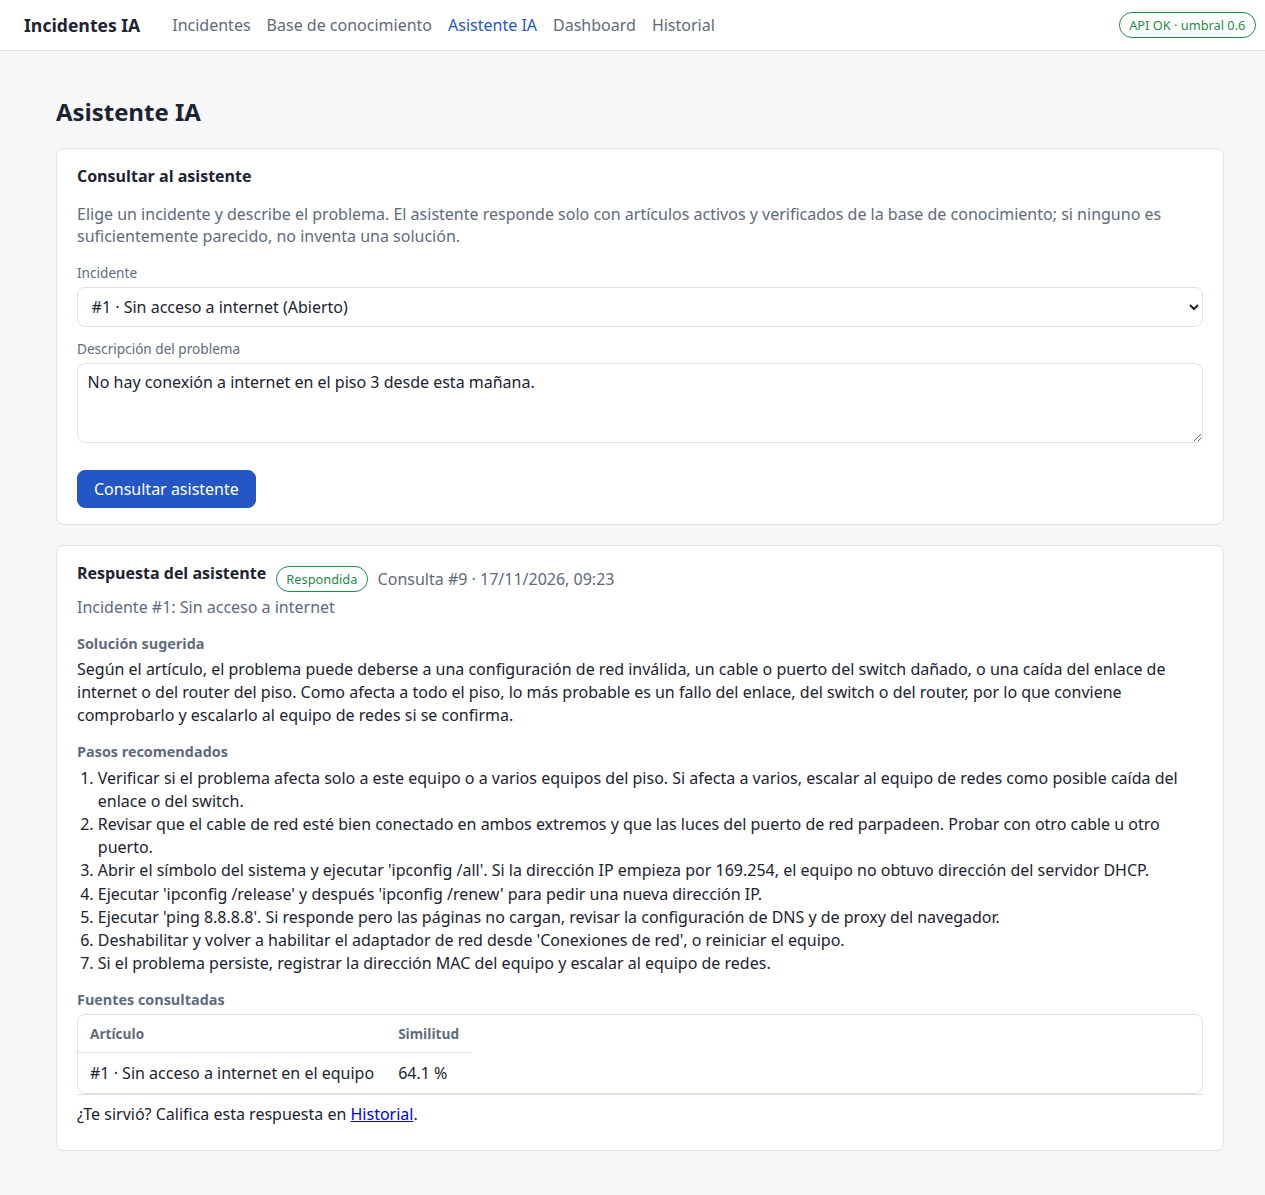 Incidentes IA Incidentes Base de conocimiento Asistente IA Dashboard Historial API OK · umbral 0.6
Asistente IA
Consultar al asistente
Elige un incidente y describe el problema. El asistente responde solo con artículos activos y verificados de la base de conocimiento; si ninguno es
suficientemente parecido, no inventa una solución.
Incidente
#1 · Sin acceso a internet (Abierto)
Descripción del problema
No hay conexión a internet en el piso 3 desde esta mañana.
Consultar asistente
Respuesta del asistente Respondida Consulta #9 · 17/11/2026, 09:23
Incidente #1: Sin acceso a internet
Solución sugerida
Según el artículo, el problema puede deberse a una configuración de red inválida, un cable o puerto del switch dañado, o una caída del enlace de
internet o del router del piso. Como afecta a todo el piso, lo más probable es un fallo del enlace, del switch o del router, por lo que conviene
comprobarlo y escalarlo al equipo de redes si se confirma.
Pasos recomendados
1. Verificar si el problema afecta solo a este equipo o a varios equipos del piso. Si afecta a varios, escalar al equipo de redes como posible caída del
enlace o del switch.
2. Revisar que el cable de red esté bien conectado en ambos extremos y que las luces del puerto de red parpadeen. Probar con otro cable u otro
puerto.
3. Abrir el símbolo del sistema y ejecutar 'ipconfig /all'. Si la dirección IP empieza por 169.254, el equipo no obtuvo dirección del servidor DHCP.
4. Ejecutar 'ipconfig /release' y después 'ipconfig /renew' para pedir una nueva dirección IP.
5. Ejecutar 'ping 8.8.8.8'. Si responde pero las páginas no cargan, revisar la configuración de DNS y de proxy del navegador.
6. Deshabilitar y volver a habilitar el adaptador de red desde 'Conexiones de red', o reiniciar el equipo.
7. Si el problema persiste, registrar la dirección MAC del equipo y escalar al equipo de redes.
Fuentes consultadas
Artículo Similitud
#1 · Sin acceso a internet en el equipo 64.1 %
¿Te sirvió? Califica esta respuesta en Historial.